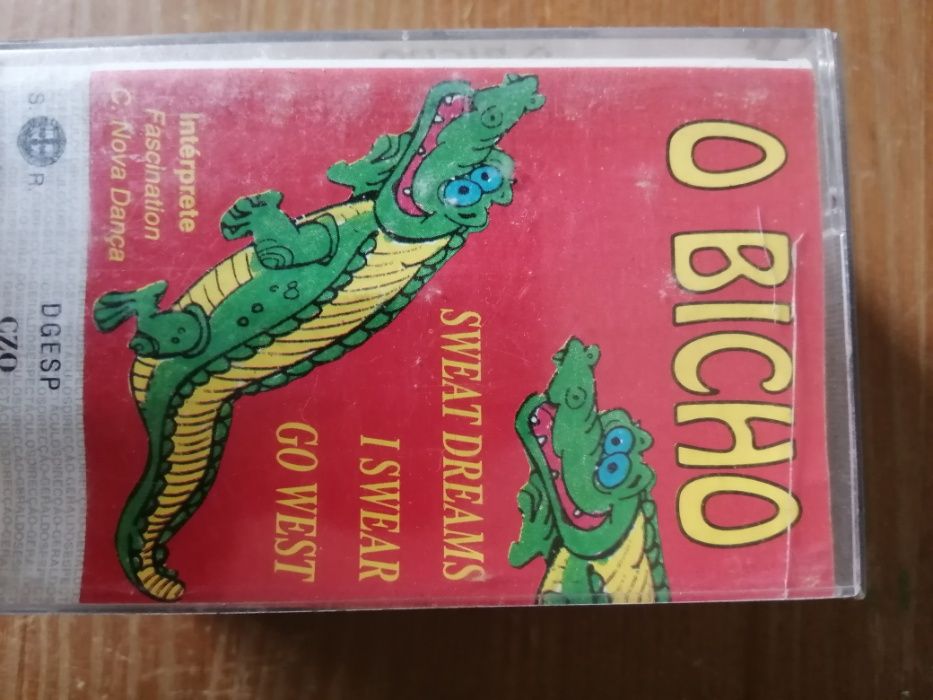 O BICHO
SWEAT DREAMS
I SWEAR
GO WEST
Intérprete
Fascination
C. Nova Dança
S. R.
DGESP